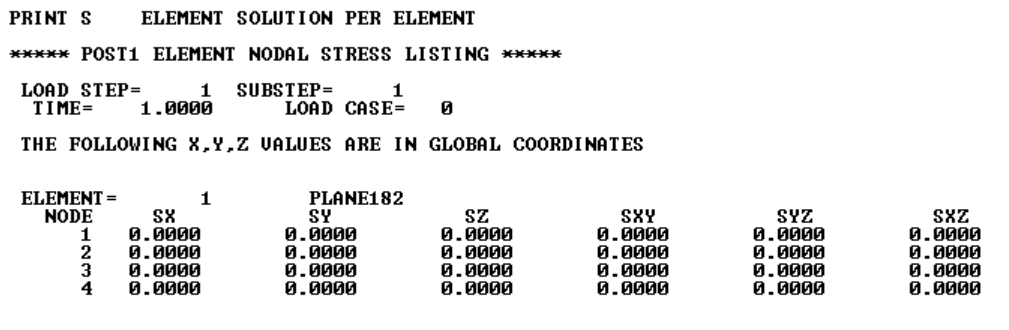 PRINT S ELEMENT SOLUTION PER ELEMENT
***** POST1 ELEMENT NODAL STRESS LISTING *****
LOAD STEP= 1 SUBSTEP= 1
TIME= 1.0000 LOAD CASE= 0
THE FOLLOWING X,Y,Z VALUES ARE IN GLOBAL COORDINATES
ELEMENT= 1 PLANE182
NODE SX SY SZ SXY SYZ SXZ
1 0.0000 0.0000 0.0000 0.0000 0.0000 0.0000
2 0.0000 0.0000 0.0000 0.0000 0.0000 0.0000
3 0.0000 0.0000 0.0000 0.0000 0.0000 0.0000
4 0.0000 0.0000 0.0000 0.0000 0.0000 0.0000